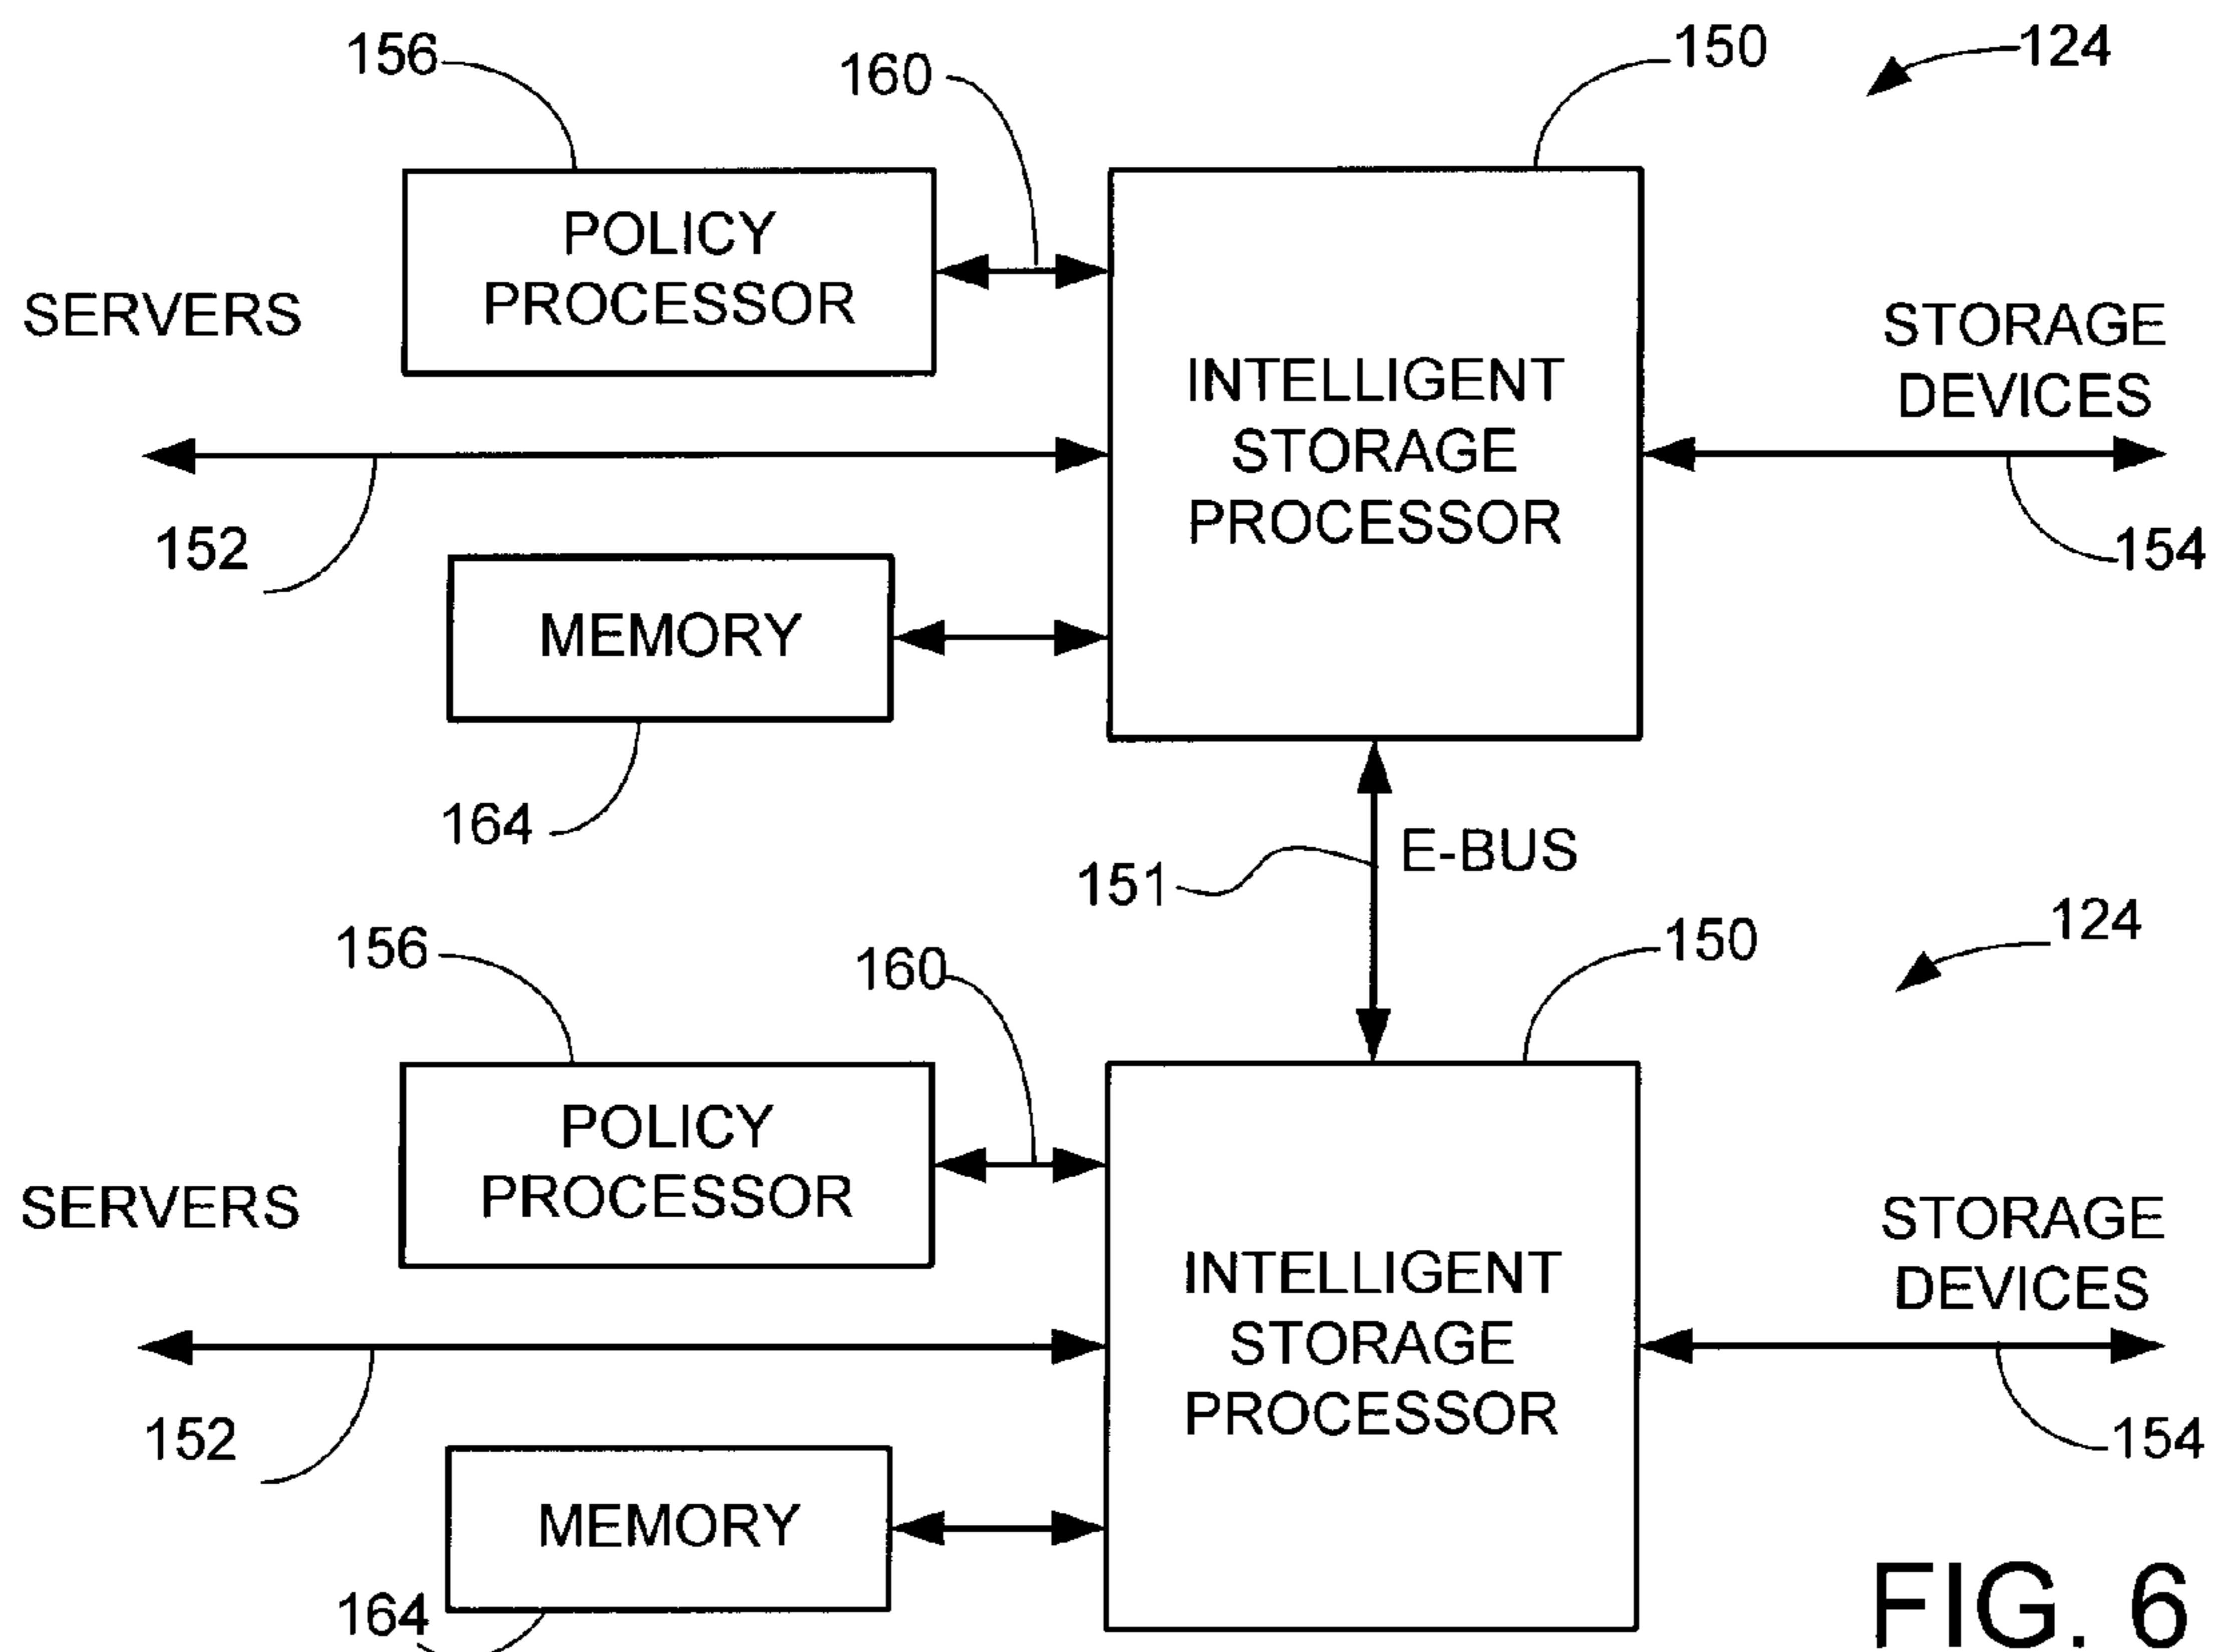 156
160
150
124
POLICY
PROCESSOR
SERVERS
INTELLIGENT
STORAGE
PROCESSOR
STORAGE
DEVICES
152
154
MEMORY
164
E-BUS
151
124
156
160
150
POLICY
PROCESSOR
SERVERS
INTELLIGENT
STORAGE
PROCESSOR
STORAGE
DEVICES
152
154
MEMORY
164
FIG. 6